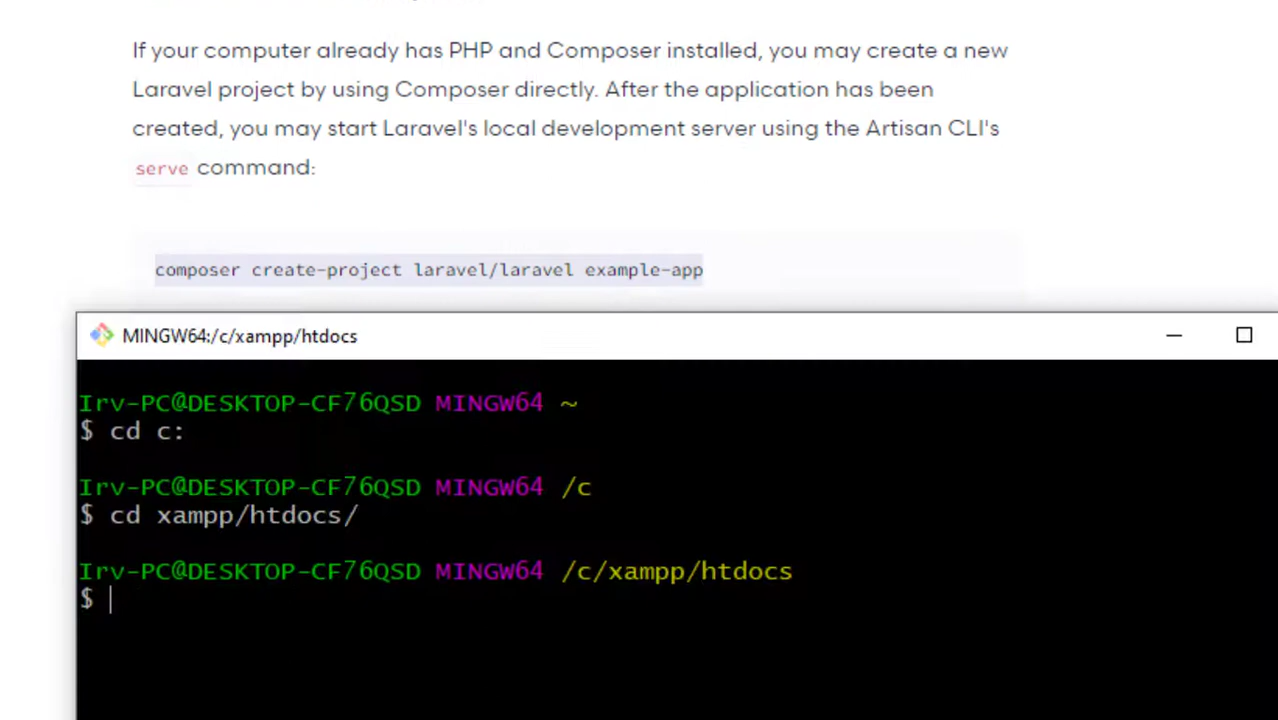 If your computer already has PHP and Composer installed, you may create a new
Laravel project by using Composer directly. After the application has been
created, you may start Laravel's local development server using the Artisan CLI's
serve command:
composer create-project laravel/laravel example-app
MINGW64:/c/xampp/htdocs
Irv-PC@DESKTOP-CF76QSD MINGW64 ~
$ cd c:
Irv-PC@DESKTOP-CF76QSD MINGW64 /c
$ cd xampp/htdocs/
Irv-PC@DESKTOP-CF76QSD MINGW64 /c/xampp/htdocs
$